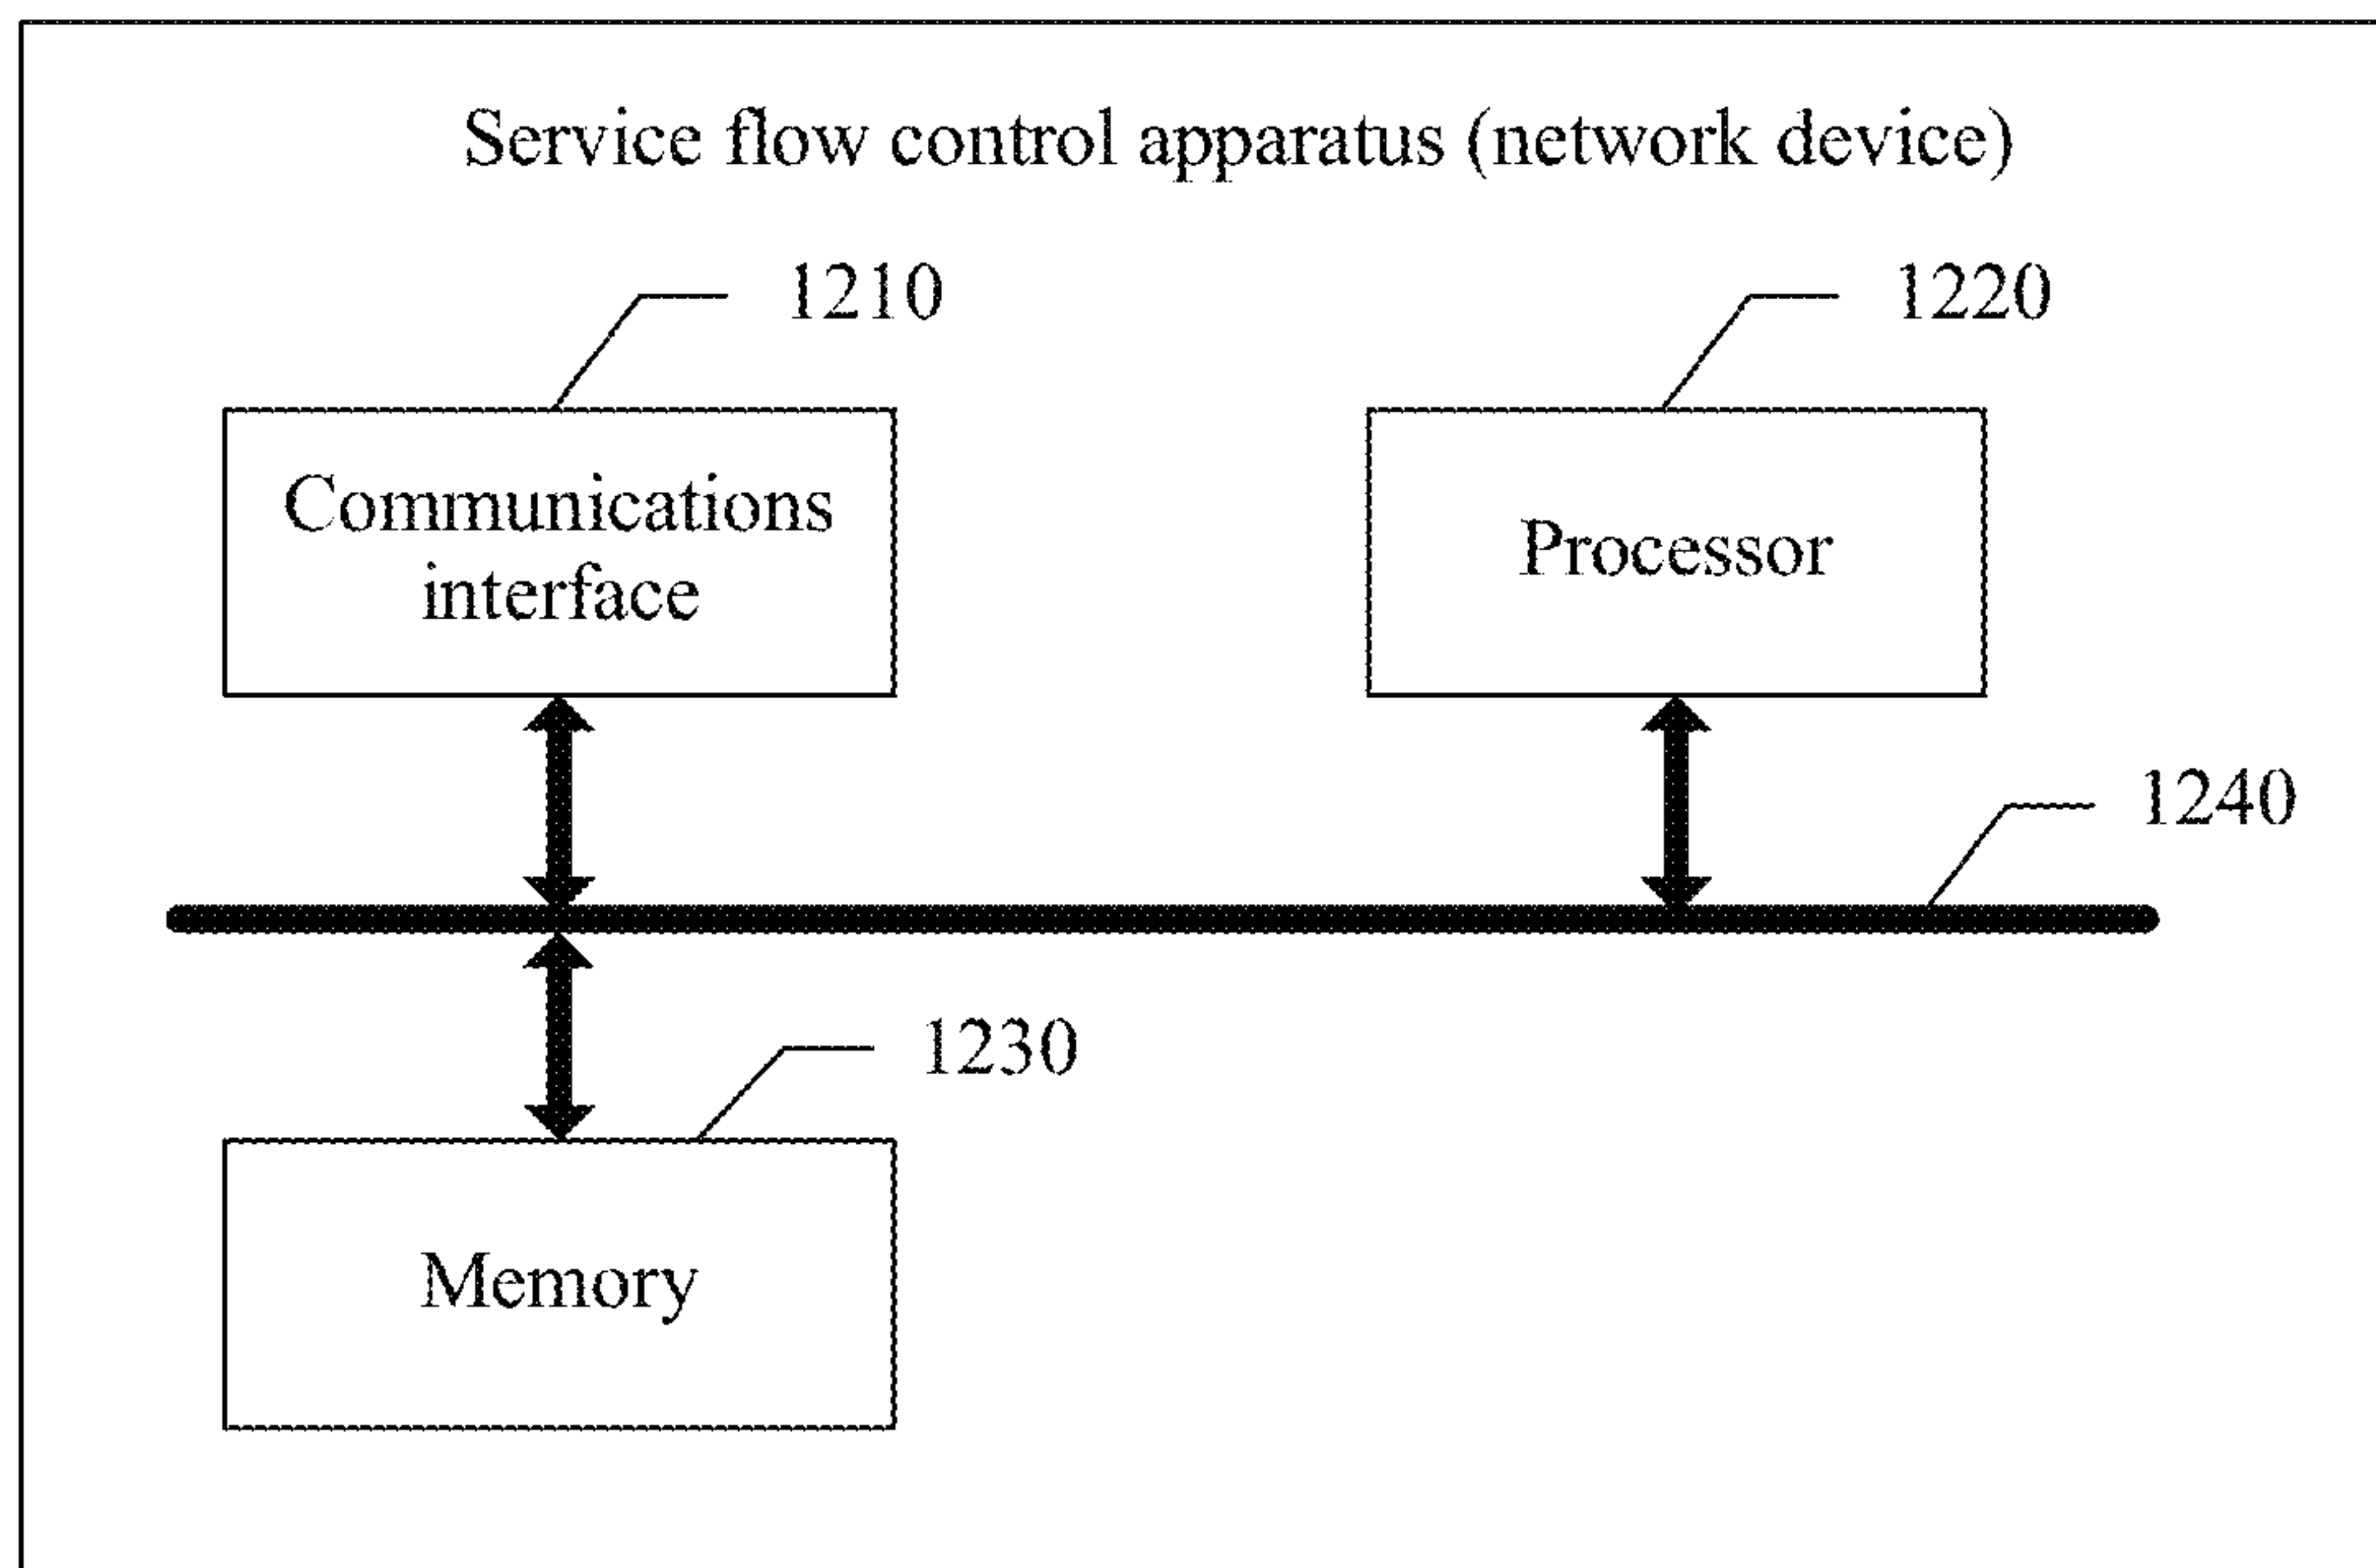 Service flow control apparatus (network device)
1210
1220
Communications
interface
Processor
1240
1230
Memory